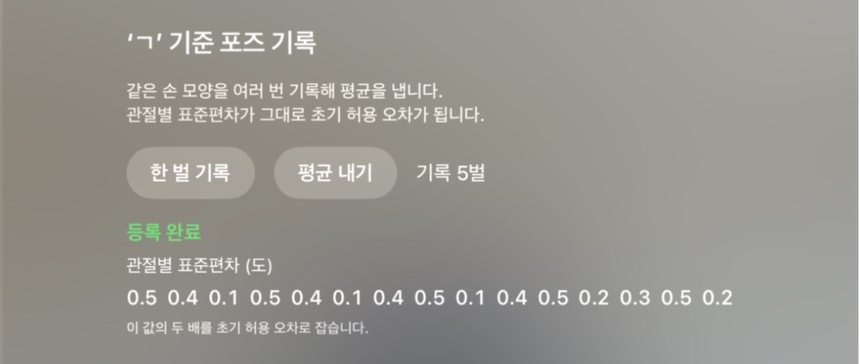 ‘ㄱ’ 기준 포즈 기록
같은 손 모양을 여러 번 기록해 평균을 냅니다.
관절별 표준편차가 그대로 초기 허용 오차가 됩니다.
한 벌 기록 평균 내기 기록 5벌
등록 완료
관절별 표준편차 (도)
0.5 0.4 0.1 0.5 0.4 0.1 0.4 0.5 0.1 0.4 0.5 0.2 0.3 0.5 0.2
이 값의 두 배를 초기 허용 오차로 잡습니다.